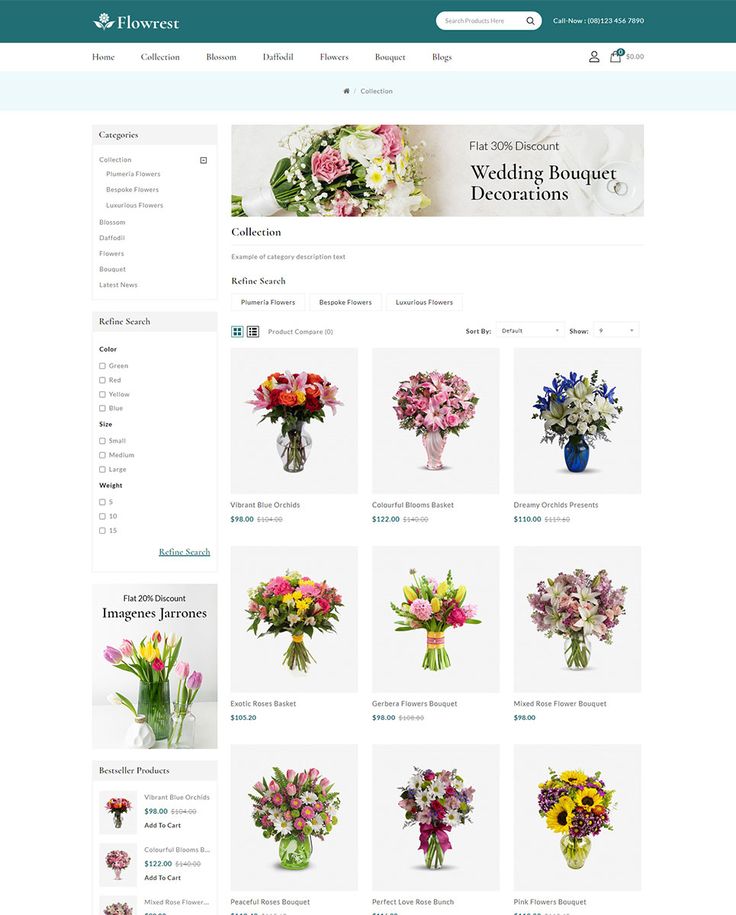 Flowrest
Search Products Here
Call-Now : (08)123 456 7890
Home Collection Blossom Daffodil Flowers Bouquet Blogs
0
$0.00
/ Collection
Categories
Collection
Plumeria Flowers
Bespoke Flowers
Luxurious Flowers
Blossom
Daffodil
Flowers
Bouquet
Latest News
Refine Search
Color
Green
Red
Yellow
Blue
Size
Small
Medium
Large
Weight
5
10
15
Refine Search
Flat 20% Discount
Imagenes Jarrones
Bestseller Products
Vibrant Blue Orchids
$98.00 $104.00
Add To Cart
Colourful Blooms B...
$122.00 $140.00
Add To Cart
Mixed Rose Flower...
Flat 30% Discount
Wedding Bouquet
Decorations
Collection
Example of category description text
Refine Search
Plumeria Flowers Bespoke Flowers Luxurious Flowers
Product Compare (0)
Sort By: Default Show: 9
Vibrant Blue Orchids Colourful Blooms Basket Dreamy Orchids Presents
$98.00 $104.00 $122.00 $140.00 $110.00 $119.60
Exotic Roses Basket Gerbera Flowers Bouquet Mixed Rose Flower Bouquet
$105.20 $98.00 $108.00 $98.00
Peaceful Roses Bouquet Perfect Love Rose Bunch Pink Flowers Bouquet